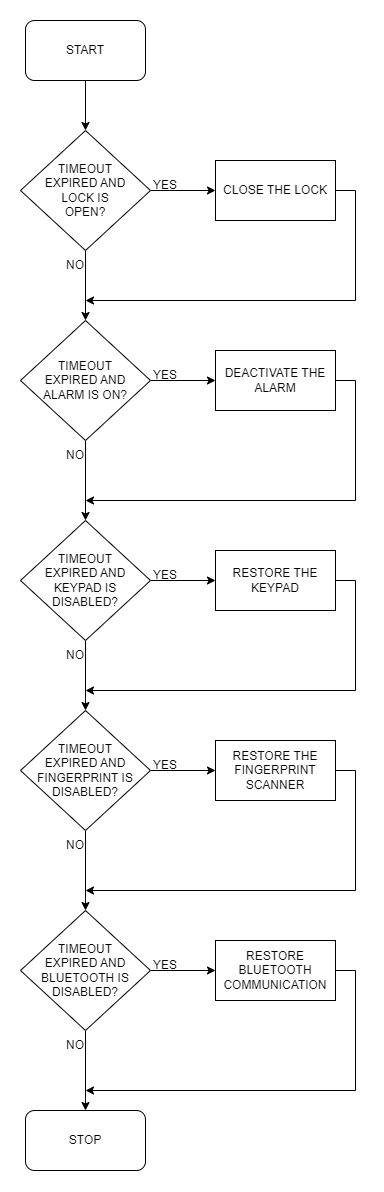 START
TIMEOUT
EXPIRED AND
LOCK IS
OPEN?
YES
CLOSE THE LOCK
NO
TIMEOUT
EXPIRED AND
ALARM IS ON?
YES
DEACTIVATE THE
ALARM
NO
TIMEOUT
EXPIRED AND
KEYPAD IS
DISABLED?
YES
RESTORE THE
KEYPAD
NO
TIMEOUT
EXPIRED AND
FINGERPRINT IS
DISABLED?
YES
RESTORE THE
FINGERPRINT
SCANNER
NO
TIMEOUT
EXPIRED AND
BLUETOOTH IS
DISABLED?
YES
RESTORE
BLUETOOTH
COMMUNICATION
NO
STOP